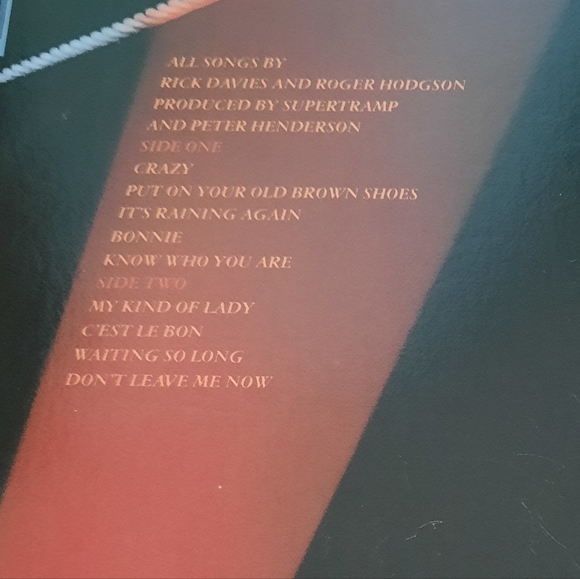 ALL SONGS BY
RICK DAVIES AND ROGER HODGSON
PRODUCED BY SUPERTRAMP
AND PETER HENDERSON
SIDE ONE
CRAZY
PUT ON YOUR OLD BROWN SHOES
IT'S RAINING AGAIN
BONNIE
KNOW WHO YOU ARE
SIDE TWO
MY KIND OF LADY
C'EST LE BON
WAITING SO LONG
DON'T LEAVE ME NOW